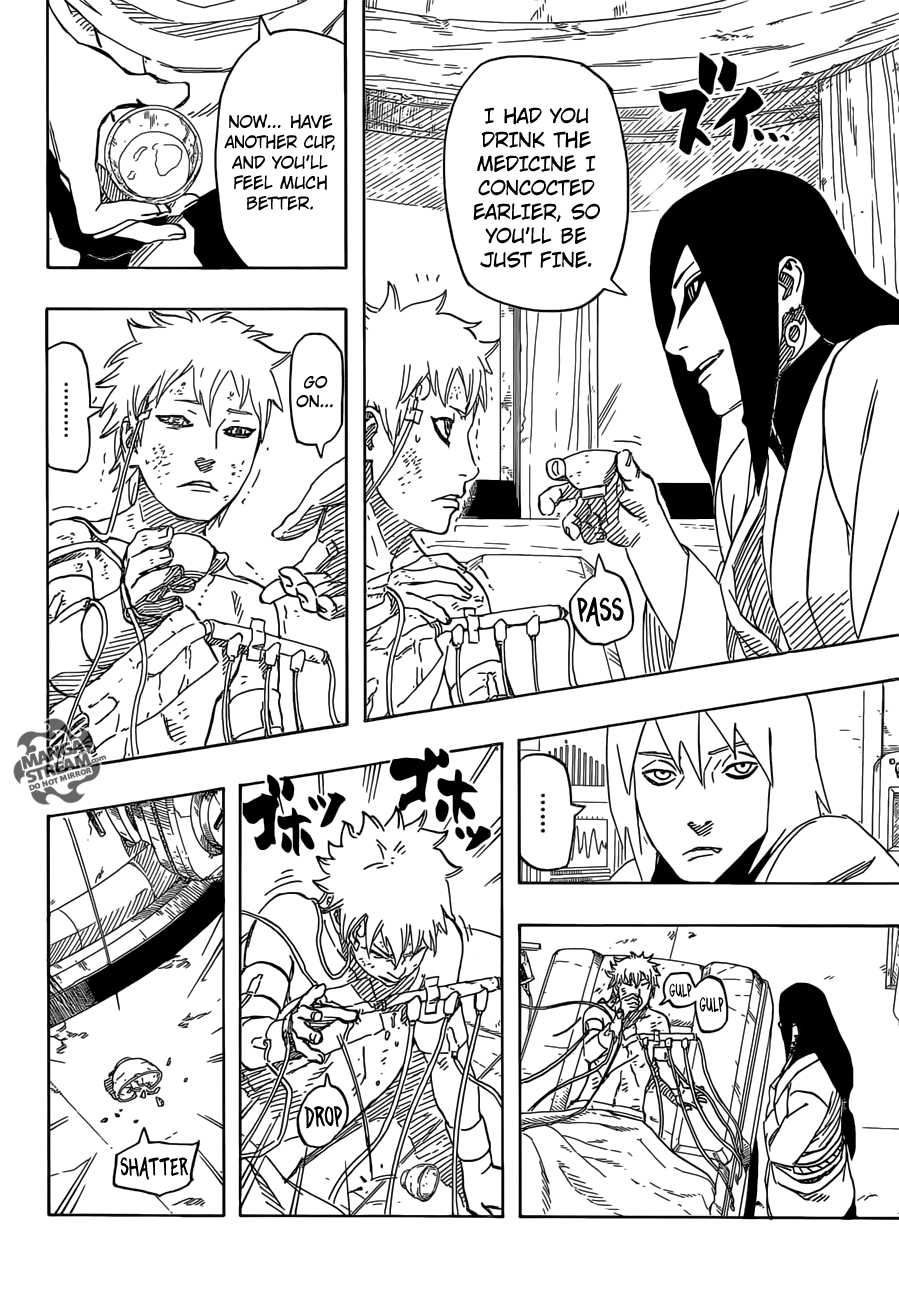 ズイ…
I HAD YOU
DRINK THE
MEDICINE I
CONCOCTED
EARLIER, SO
YOU'LL BE
JUST FINE.
PASS
NOW... HAVE
ANOTHER CUP,
AND YOU'LL
FEEL MUCH
BETTER.
GO
ON...
........
......
GULP
GULP
ゴホッ
ゴホッ
DROP
SHATTER
MANGA
STREAM.com
DO NOT MIRROR